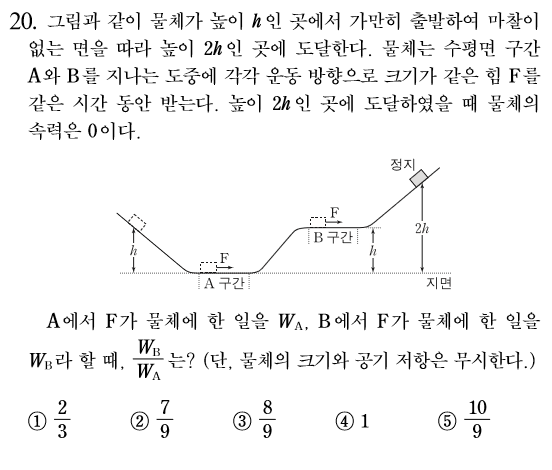 20. 그림과 같이 물체가 높이 h인 곳에서 가만히 출발하여 마찰이
없는 면을 따라 높이 2h인 곳에 도달한다. 물체는 수평면 구간
A와 B를 지나는 도중에 각각 운동 방향으로 크기가 같은 힘 F를
같은 시간 동안 받는다. 높이 2h인 곳에 도달하였을 때 물체의
속력은 0이다.
정지
F
B 구간
h
2h
h
F
A 구간
지면
A에서 F가 물체에 한 일을 W_A, B에서 F가 물체에 한 일을
W_B라 할 때, W_B/W_A 는? (단, 물체의 크기와 공기 저항은 무시한다.)
① 2/3 ② 7/9 ③ 8/9 ④ 1 ⑤ 10/9